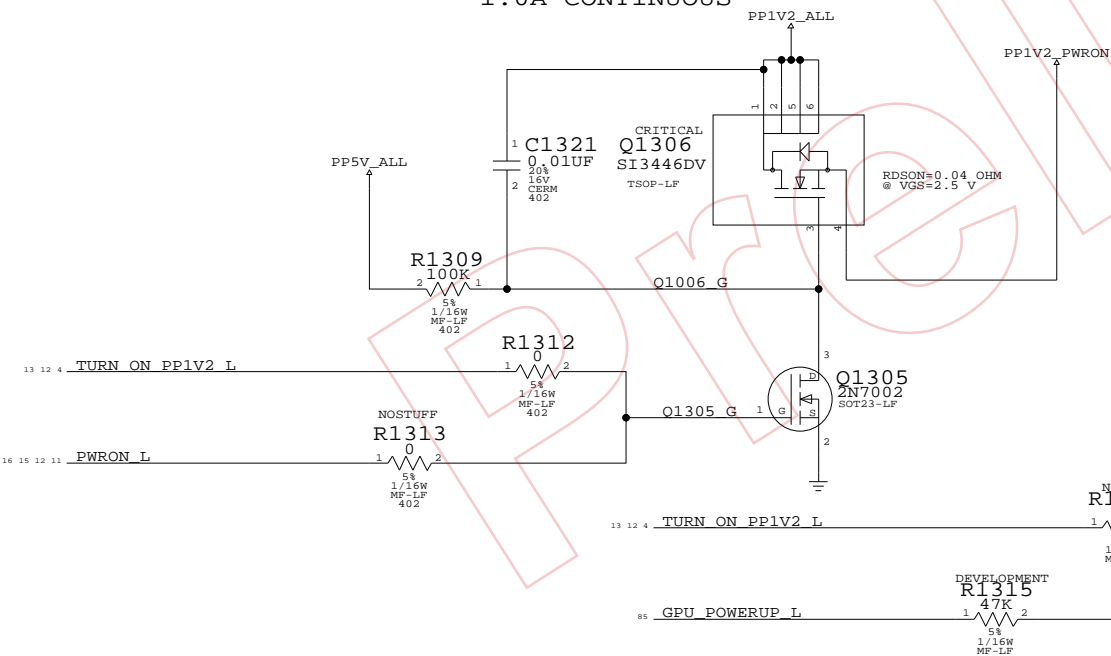 1.0A CONTINUOUS
PP1V2_ALL
PP1V2_PWRON
1
2
5
6
CRITICAL
Q1306
SI3446DV
TSOP-LF
RDSON=0.04 OHM
@ VGS=2.5 V
3
4
1
C1321
0.01UF
20%
16V
CERM
402
2
PP5V_ALL
R1309
100K
2
1
5%
1/16W
MF-LF
402
Q1006_G
R1312
0
1
2
5%
1/16W
MF-LF
402
13 12 4 TURN_ON_PP1V2_L
3
Q1305
2N7002
SOT23-LF
D
G
S
1
2
Q1305_G
NOSTUFF
R1313
0
1
2
5%
1/16W
MF-LF
402
16 15 12 11 PWRON_L
13 12 4 TURN_ON_PP1V2_L
N
R1
1
1
M
DEVELOPMENT
R1315
47K
1
2
5%
1/16W
MF-LF
85 GPU_POWERUP_L
Prel